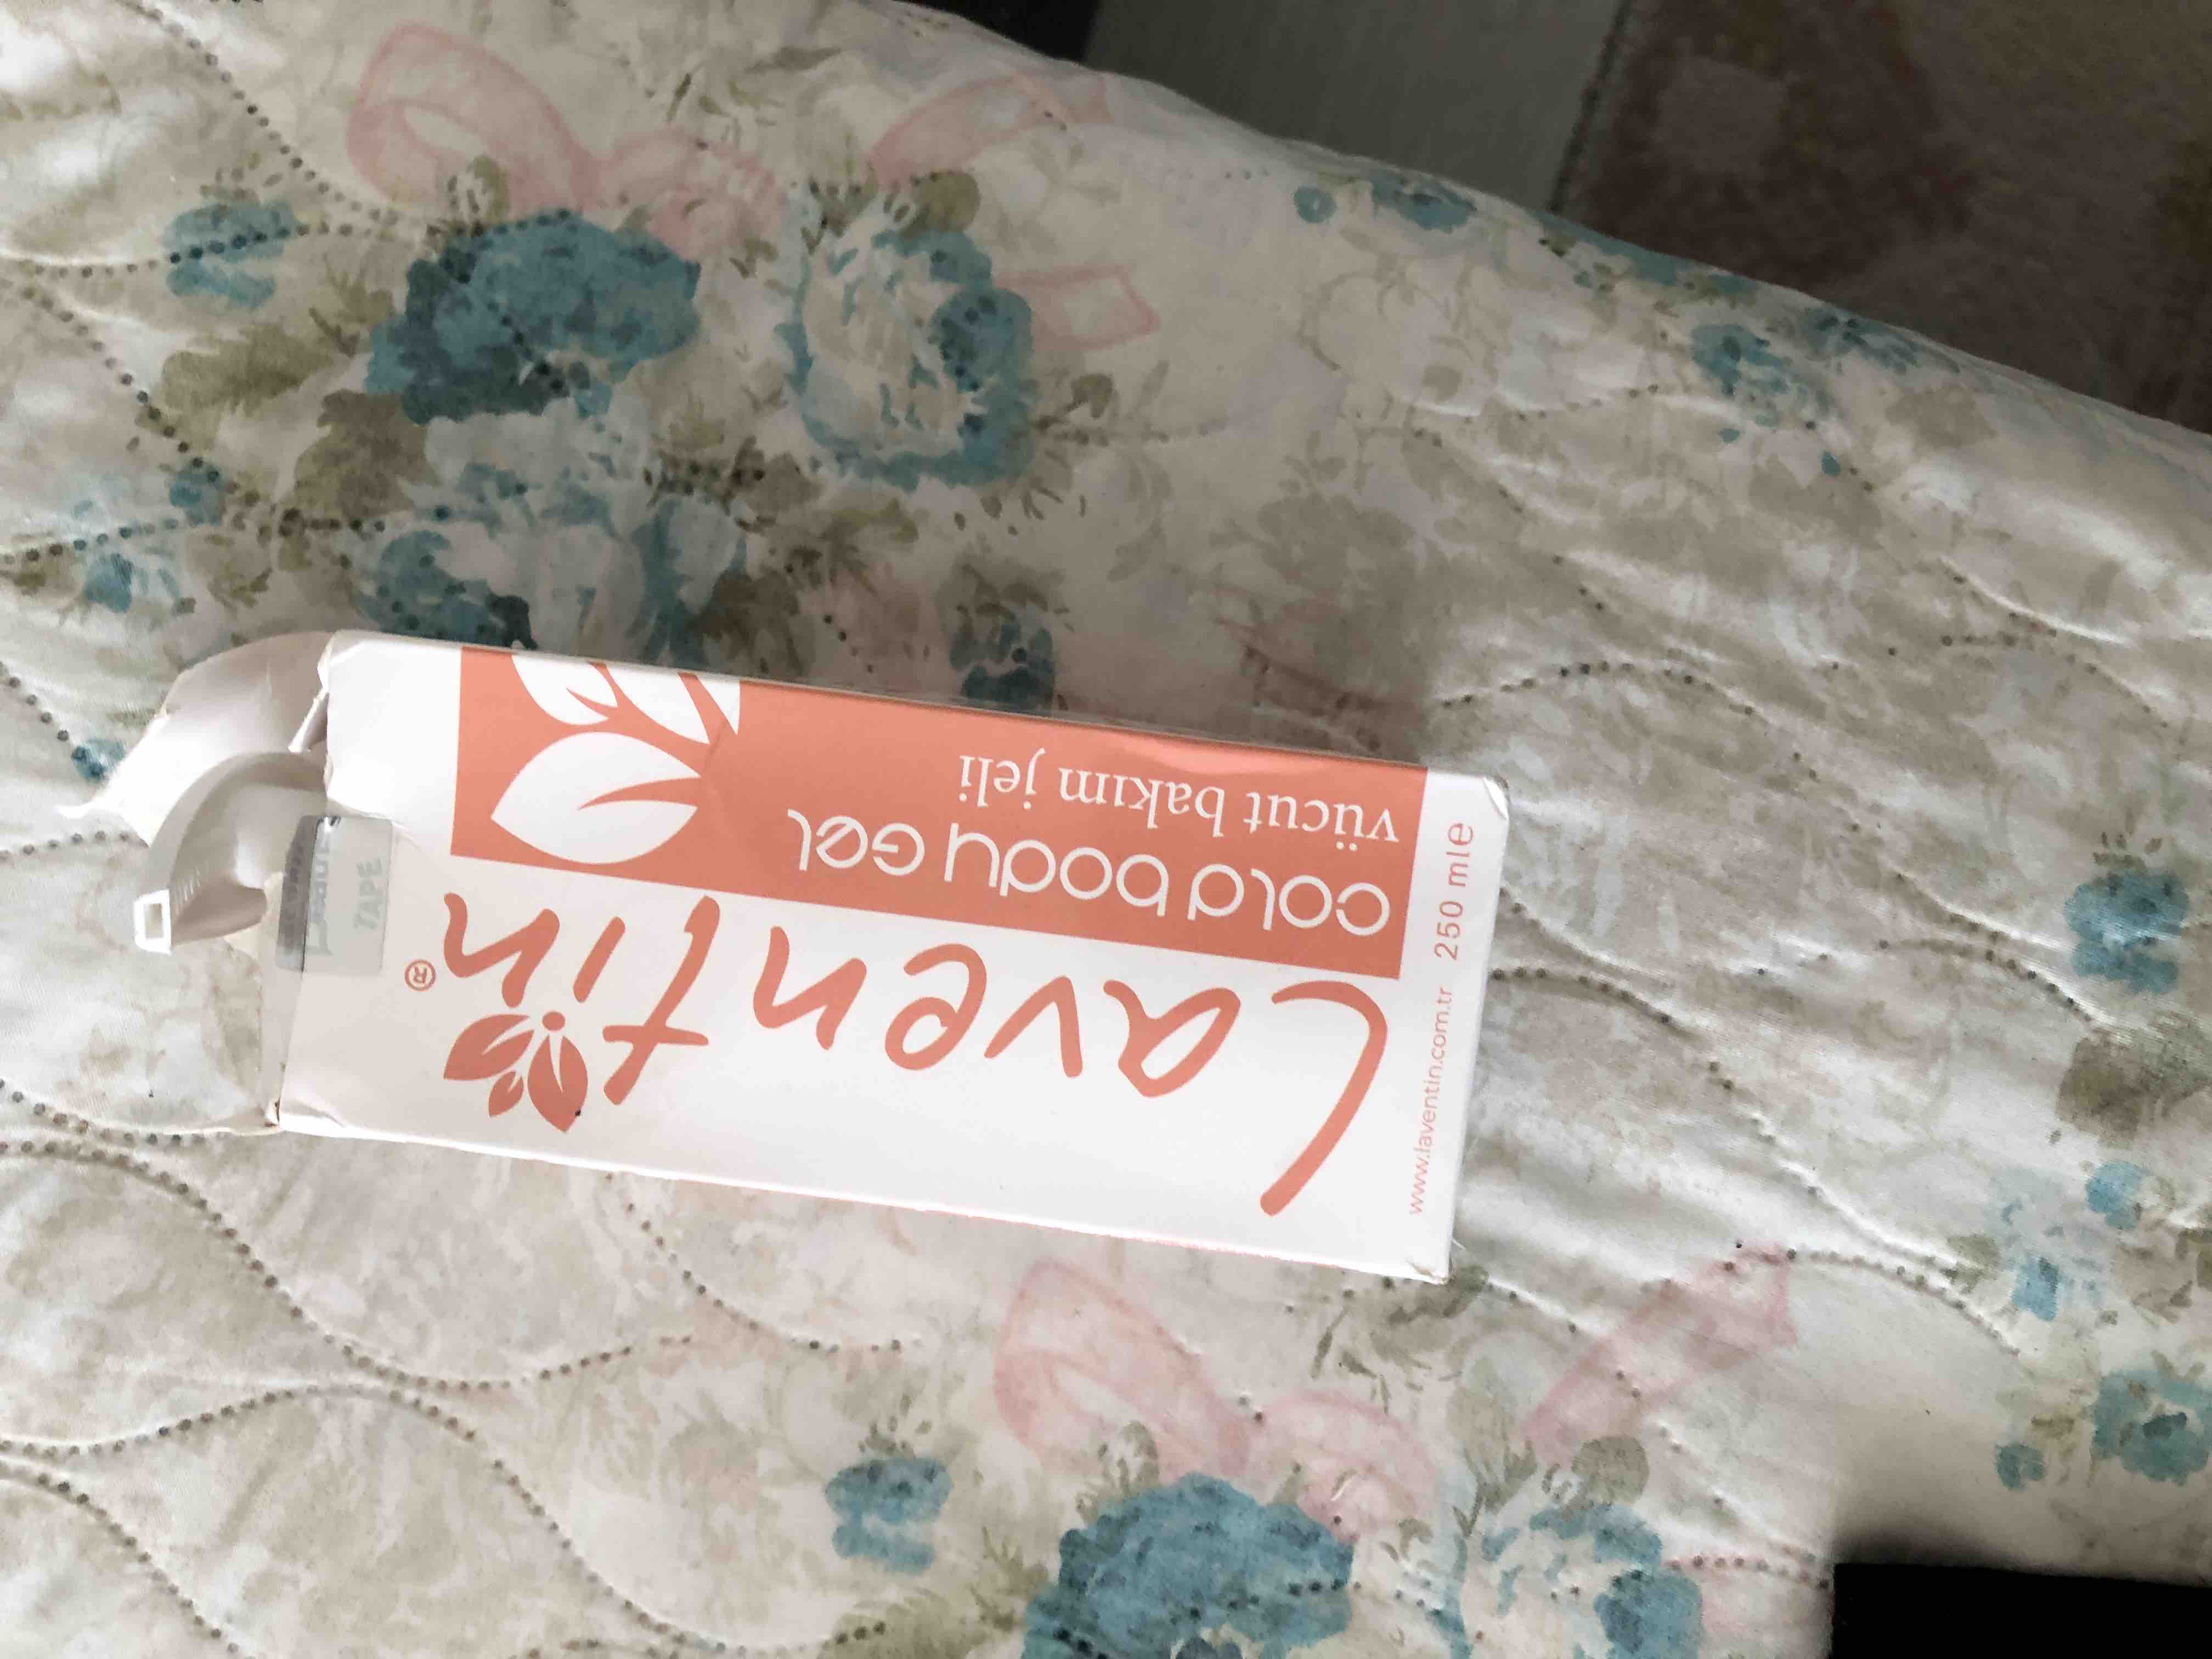 Laventin®
cold body gel
vücut bakım jeli
www.laventin.com.tr 250 mle
TAPE